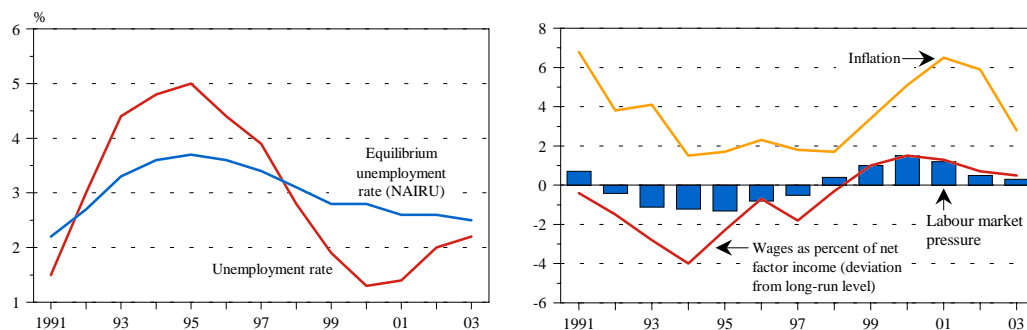 %
6
5
4
3
2
1
1991 93 95 97 99 01 03
Equilibrium
unemployment
rate (NAIRU)
Unemployment rate
8
6
4
2
0
-2
-4
-6
1991 93 95 97 99 01 03
Inflation
Labour market
pressure
Wages as percent of net
factor income (deviation
from long-run level)